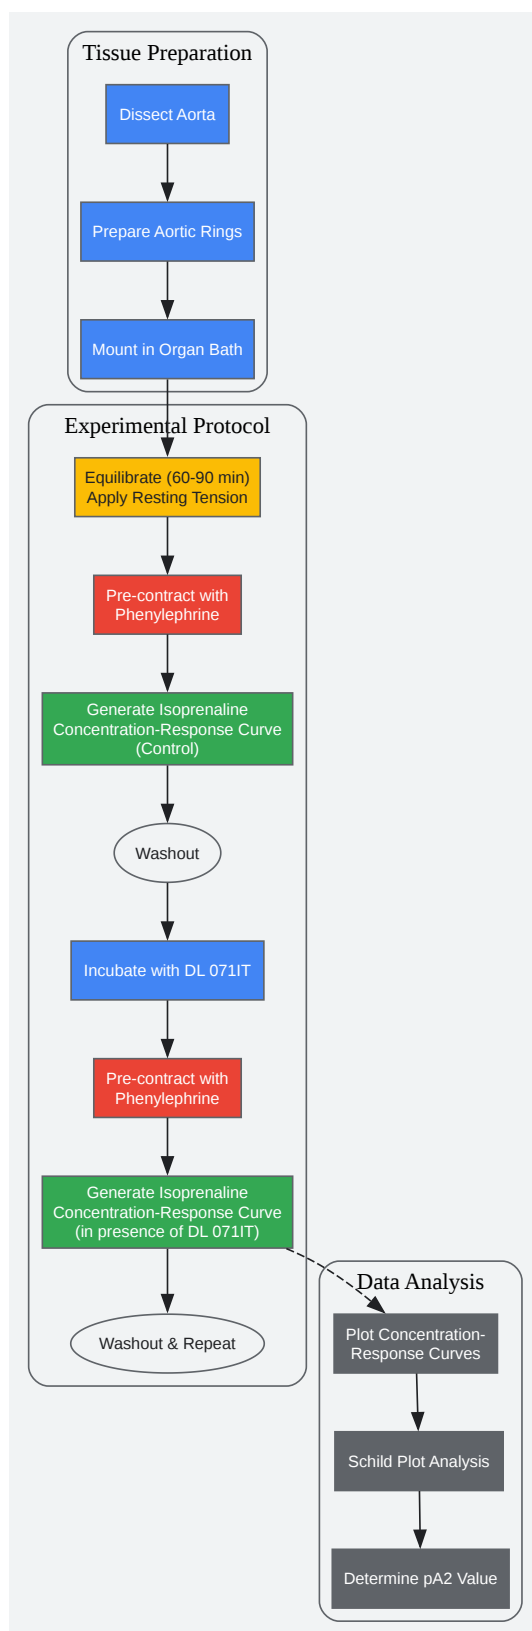 Tissue Preparation
Dissect Aorta
Prepare Aortic Rings
Mount in Organ Bath
Experimental Protocol
Equilibrate (60-90 min)
Apply Resting Tension
Pre-contract with
Phenylephrine
Generate Isoprenaline
Concentration-Response Curve
(Control)
Washout
Incubate with DL 071IT
Pre-contract with
Phenylephrine
Generate Isoprenaline
Concentration-Response Curve
(in presence of DL 071IT)
Washout & Repeat
Data Analysis
Plot Concentration-
Response Curves
Schild Plot Analysis
Determine pA2 Value